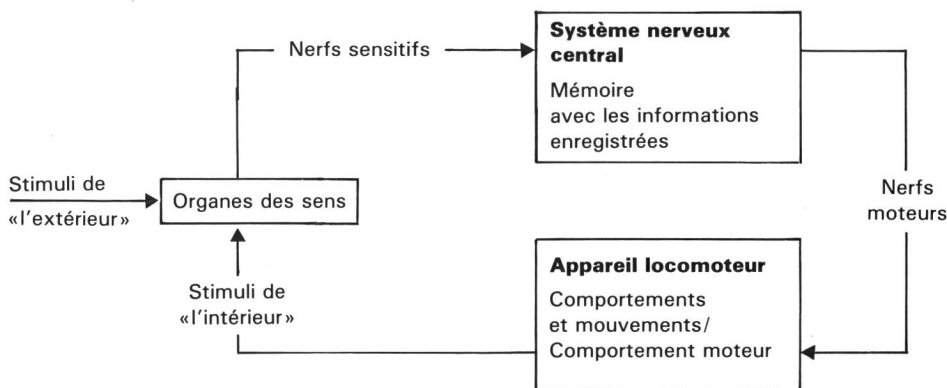 Nerfs sensitifs
Système nerveux
central
Mémoire
avec les informations
enregistrées
Stimuli de
«l'extérieur»
Organes des sens
Nerfs
moteurs
Stimuli de
«l'intérieur»
Appareil locomoteur
Comportements
et mouvements/
Comportement moteur